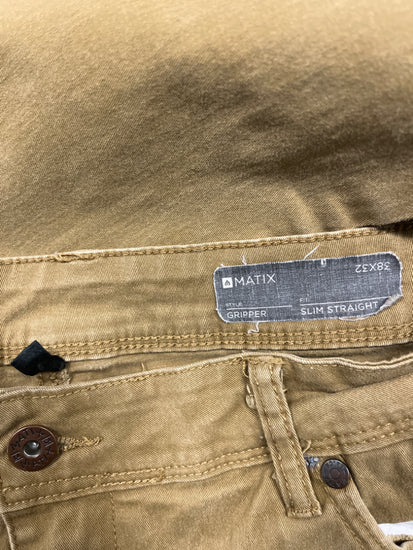 MATIX
38X32
STYLE
FIT
GRIPPER
SLIM STRAIGHT